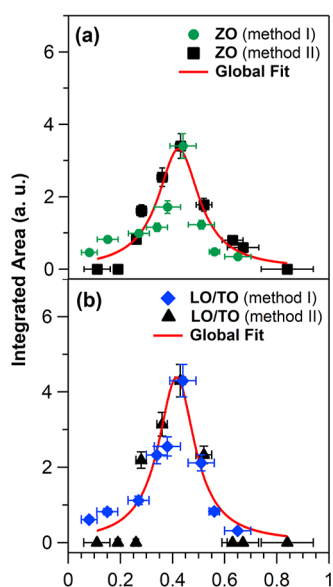 (a)
ZO (method I)
ZO (method II)
Global Fit
6
4
2
0
Integrated Area (a. u.)
(b)
LO/TO (method I)
LO/TO (method II)
Global Fit
6
4
2
0
0 0.2 0.4 0.6 0.8 1